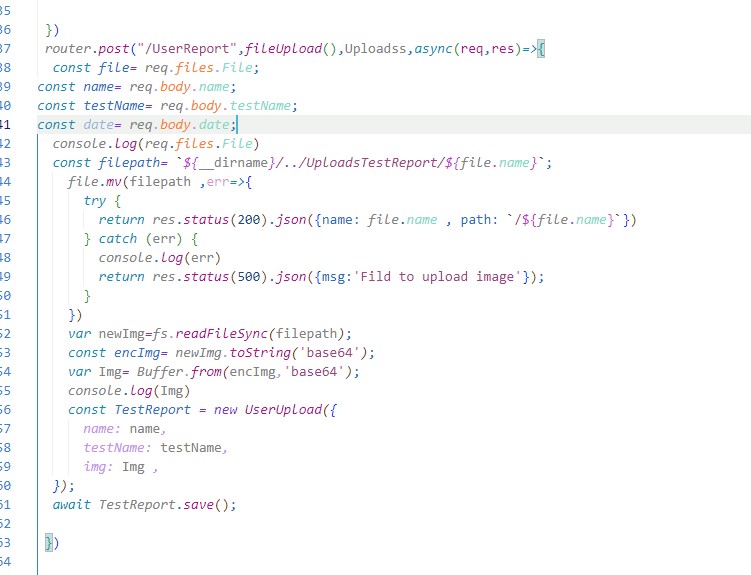 35
36 })
37 router.post("/UserReport",fileUpload(),Uploadss,async(req,res)=>{
38 const file= req.files.File;
39 const name= req.body.name;
40 const testName= req.body.testName;
41 const date= req.body.date;
42 console.log(req.files.File)
43 const filepath= `${__dirname}/../UploadsTestReport/${file.name}`;
44 file.mv(filepath ,err=>{
45 try {
46 return res.status(200).json({name: file.name , path: `/${file.name}`})
47 } catch (err) {
48 console.log(err)
49 return res.status(500).json({msg:'Fild to upload image'});
50 }
51 })
52 var newImg=fs.readFileSync(filepath);
53 const encImg= newImg.toString('base64');
54 var Img= Buffer.from(encImg,'base64');
55 console.log(Img)
56 const TestReport = new UserUpload({
57 name: name,
58 testName: testName,
59 img: Img ,
60 });
61 await TestReport.save();
62
63 })
64